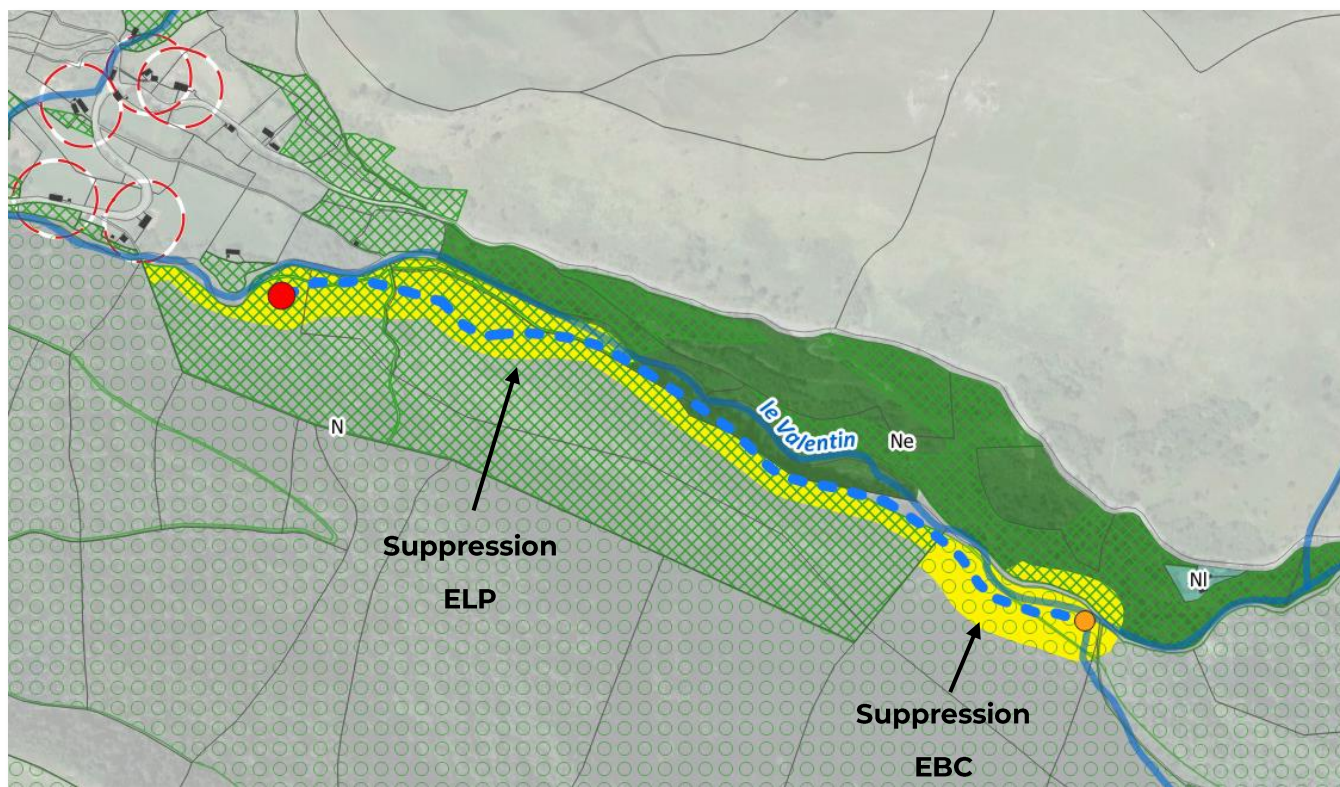 le Valentin
Ne
N
Suppression
ELP
Nl
Suppression
EBC